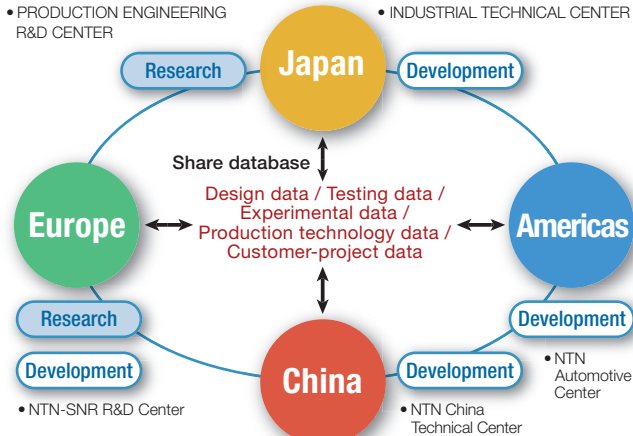 • PRODUCTION ENGINEERING
R&D CENTER
• INDUSTRIAL TECHNICAL CENTER
Research
Japan
Development
Share database
Design data / Testing data /
Experimental data /
Production technology data /
Customer-project data
Europe
Americas
Research
Development
• NTN-SNR R&D Center
China
Development
• NTN China
Technical Center
Development
• NTN
Automotive
Center